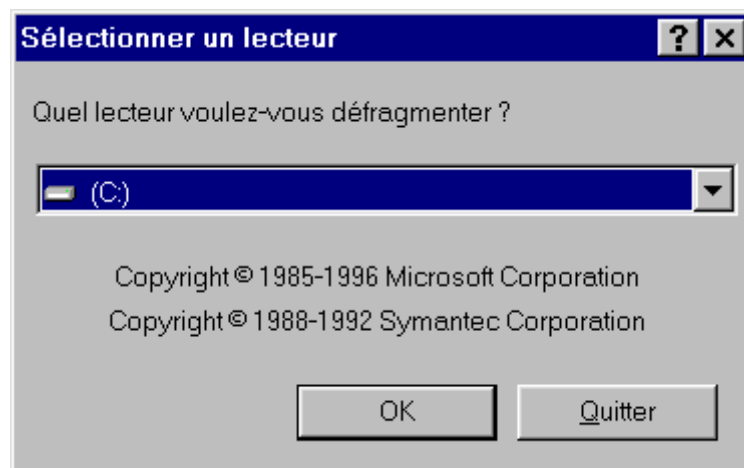 Sélectionner un lecteur
Quel lecteur voulez-vous défragmenter ?
(C:)
Copyright © 1985-1996 Microsoft Corporation
Copyright © 1988-1992 Symantec Corporation
OK Quitter